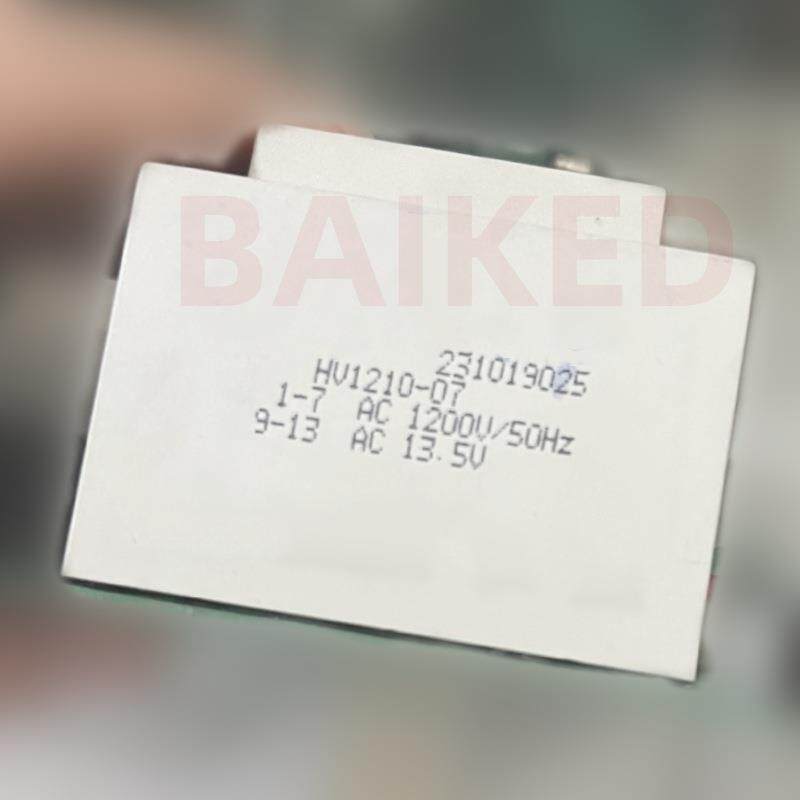 BAIKED
231019025
HV1210-07
1-7 AC 1200V/50Hz
9-13 AC 13.5V